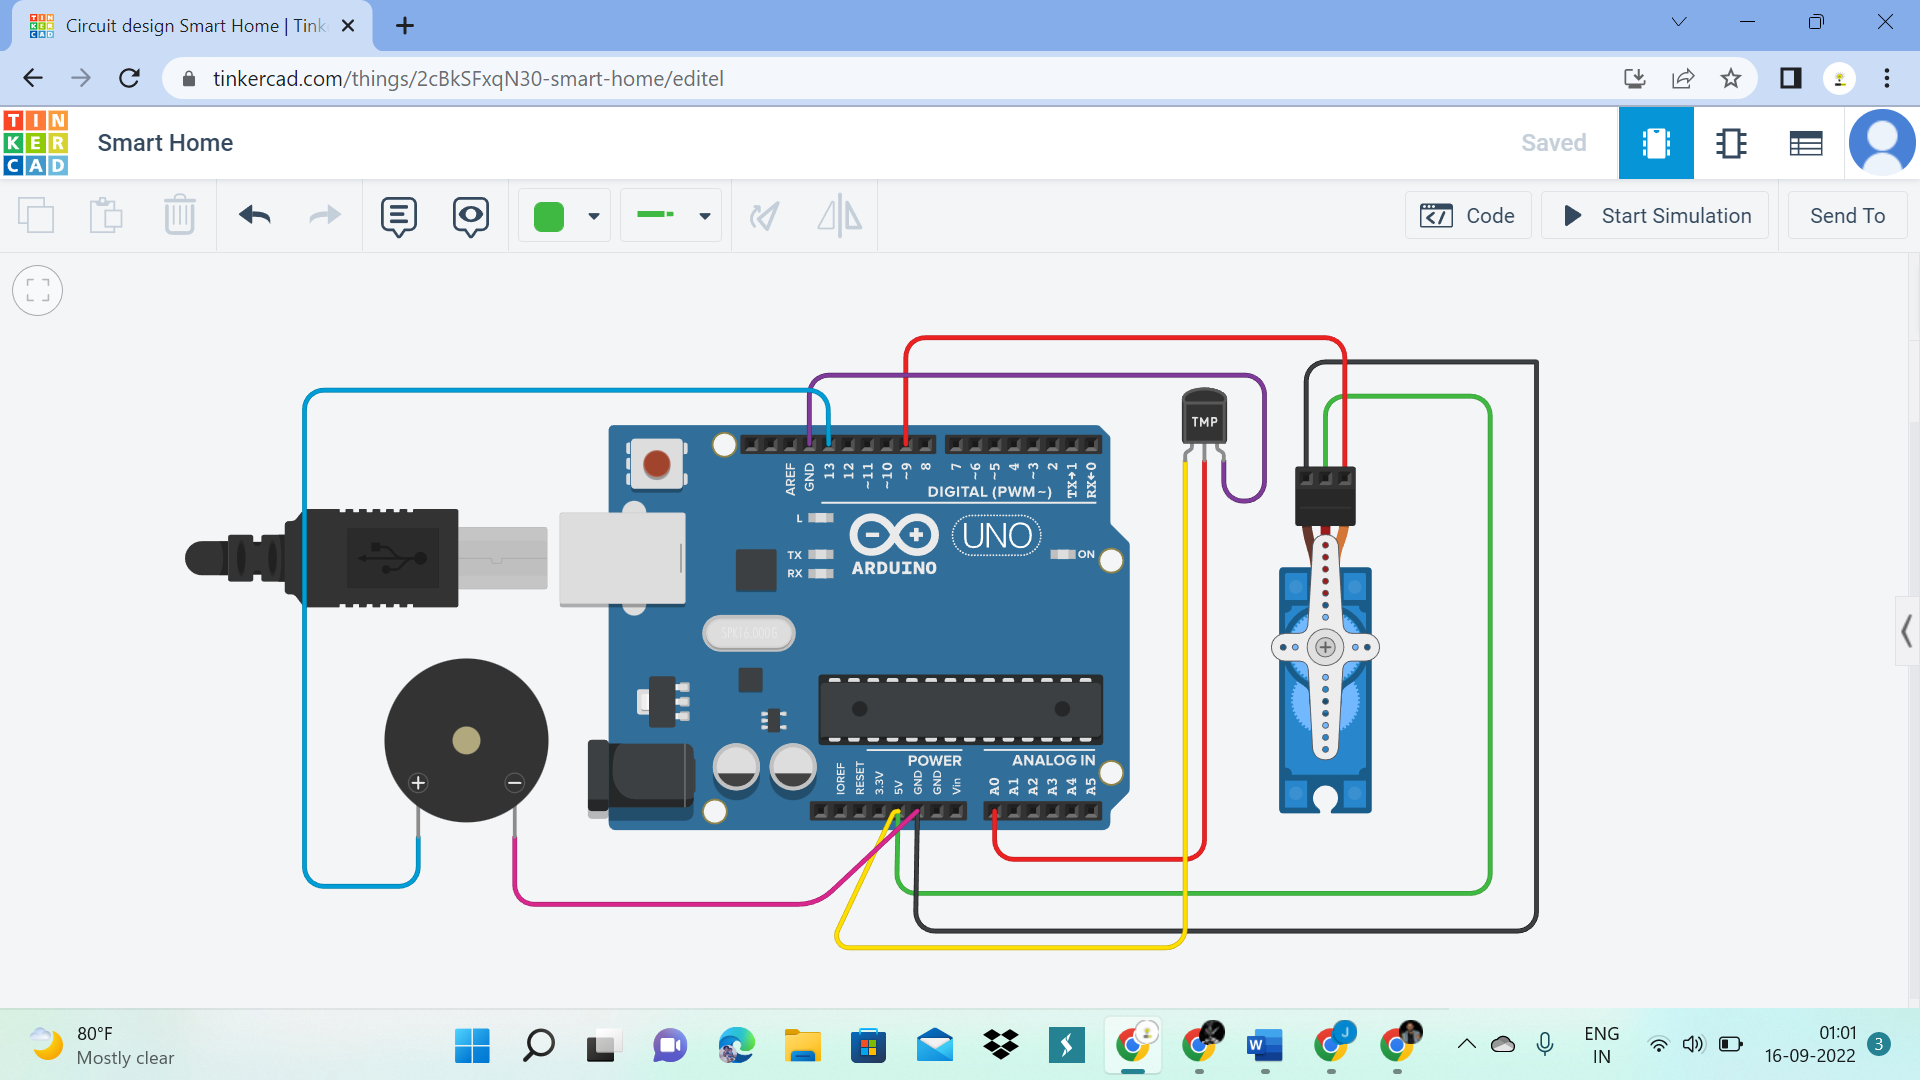 Circuit design Smart Home | Tink
tinkercad.com/things/2cBkSFxqN30-smart-home/editel
TIN
KER
CAD
Smart Home
Saved
Code
Start Simulation
Send To
TMP
AREF
GND
13
12
~11
~10
~9
8
7
~6
~5
4
~3
2
TX→1
RX←0
DIGITAL (PWM~)
L
TX
RX
UNO
ARDUINO
ON
SPK16.000G
POWER
ANALOG IN
IOREF
RESET
3.3V
5V
GND
GND
Vin
A0
A1
A2
A3
A4
A5
80°F
Mostly clear
W
J
ENG
IN
01:01
16-09-2022
3